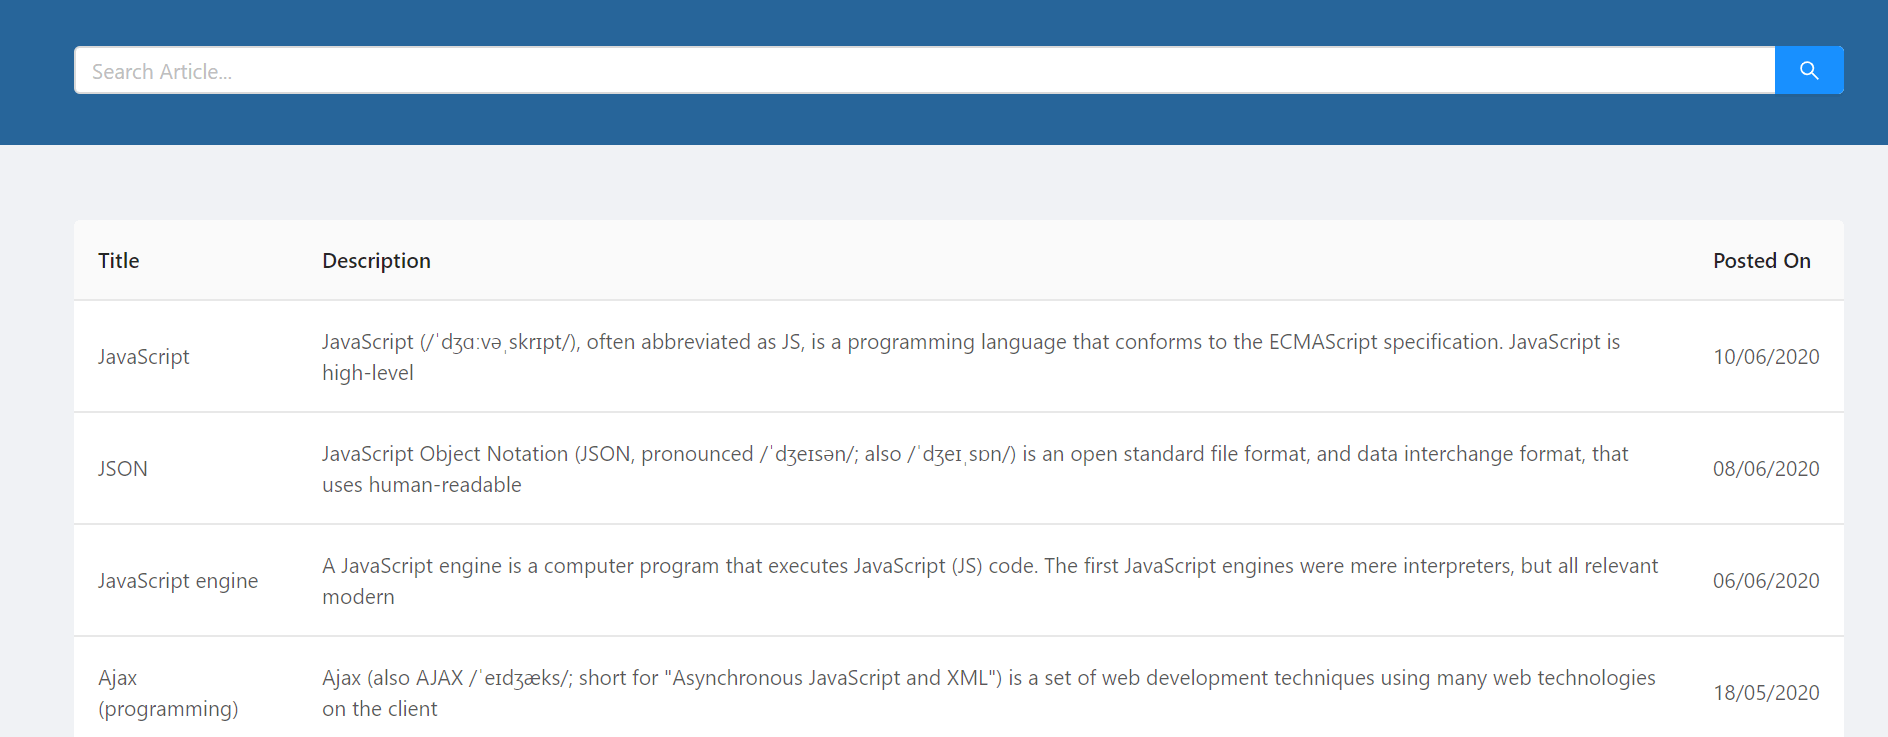 Search Article...
Title Description Posted On
JavaScript
JavaScript (/ˈdʒɑːvəˌskrɪpt/), often abbreviated as JS, is a programming language that conforms to the ECMAScript specification. JavaScript is
high-level
10/06/2020
JSON
JavaScript Object Notation (JSON, pronounced /ˈdʒeɪsən/; also /ˈdʒeɪˌsɒn/) is an open standard file format, and data interchange format, that
uses human-readable
08/06/2020
JavaScript engine
A JavaScript engine is a computer program that executes JavaScript (JS) code. The first JavaScript engines were mere interpreters, but all relevant
modern
06/06/2020
Ajax
(programming)
Ajax (also AJAX /ˈeɪdʒæks/; short for "Asynchronous JavaScript and XML") is a set of web development techniques using many web technologies
on the client
18/05/2020